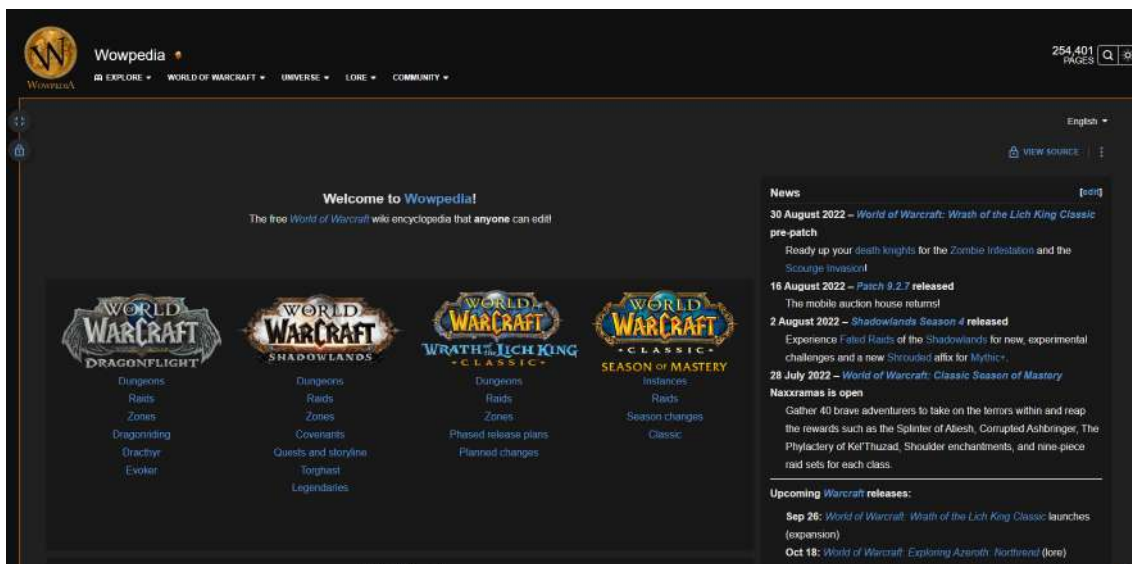 WOWPEDIA
Wowpedia
EXPLORE
WORLD OF WARCRAFT
UNIVERSE
LORE
COMMUNITY
254,401
PAGES
English
VIEW SOURCE
Welcome to Wowpedia!
The free World of Warcraft wiki encyclopedia that anyone can edit!
WORLD
WARCRAFT
DRAGONFLIGHT
Dungeons
Raids
Zones
Dragonriding
Dracthyr
Evoker
WORLD
WARCRAFT
SHADOWLANDS
Dungeons
Raids
Zones
Covenants
Quests and storyline
Torghast
Legendaries
WORLD
WARCRAFT
WRATH OF THE LICH KING
CLASSIC
Dungeons
Raids
Zones
Phased release plans
Planned changes
WORLD
WARCRAFT
CLASSIC
SEASON OF MASTERY
Instances
Raids
Season changes
Classic
News [edit]
30 August 2022 – World of Warcraft: Wrath of the Lich King Classic
pre-patch
Ready up your death knights for the Zombie Infestation and the
Scourge Invasion!
16 August 2022 – Patch 9.2.7 released
The mobile auction house returns!
2 August 2022 – Shadowlands Season 4 released
Experience Fated Raids of the Shadowlands for new, experimental
challenges and a new Shrouded affix for Mythic+.
28 July 2022 – World of Warcraft: Classic Season of Mastery
Naxxramas is open
Gather 40 brave adventurers to take on the terrors within and reap
the rewards such as the Splinter of Atiesh, Corrupted Ashbringer, The
Phylactery of Kel'Thuzad, Shoulder enchantments, and nine-piece
raid sets for each class.
Upcoming Warcraft releases:
Sep 26: World of Warcraft: Wrath of the Lich King Classic launches
(expansion)
Oct 18: World of Warcraft: Exploring Azeroth: Northrend (lore)